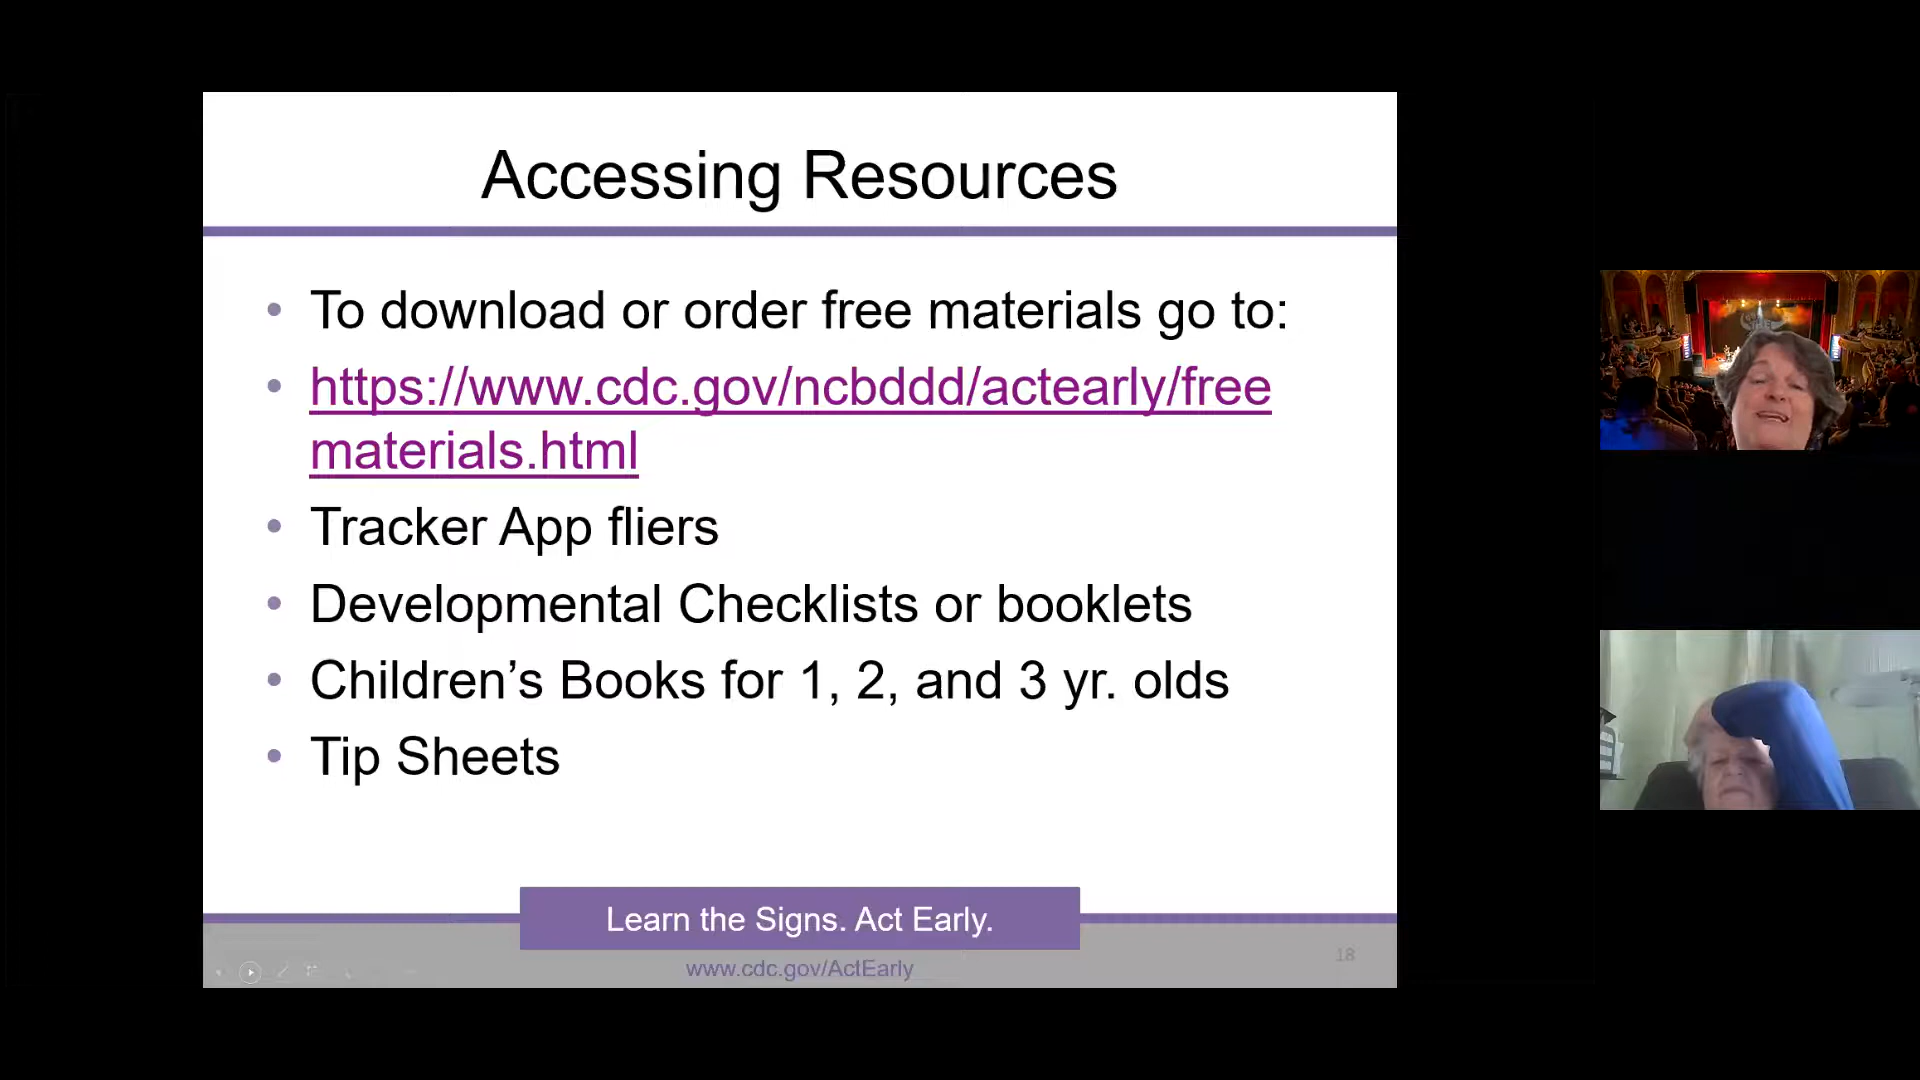 Accessing Resources
• To download or order free materials go to:
• https://www.cdc.gov/ncbddd/actearly/free
materials.html
• Tracker App fliers
• Developmental Checklists or booklets
• Children’s Books for 1, 2, and 3 yr. olds
• Tip Sheets
Learn the Signs. Act Early.
www.cdc.gov/ActEarly
18